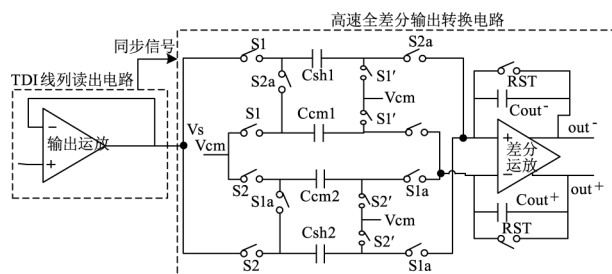 高速全差分输出转换电路
同步信号
S1
Csh1
S2a
TDI线列读出电路
S2a
S1′
RST
Vcm
Cout-
S1
Ccm1
S1′
输出运放
Vs
Vcm
out-
差分
运放
S2
Ccm2
S1a
out+
S1a
S2′
Cout+
Vcm
S2′
RST
S2
Csh2
S1a